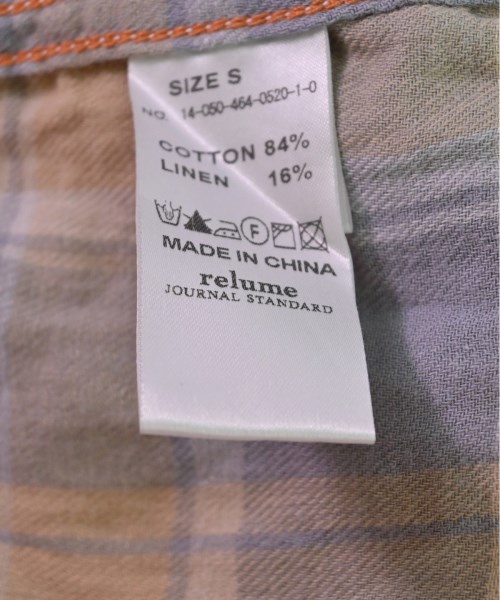 SIZE S
NO. 14-050-464-0520-1-0
COTTON 84%
LINEN 16%
F
MADE IN CHINA
relume
JOURNAL STANDARD